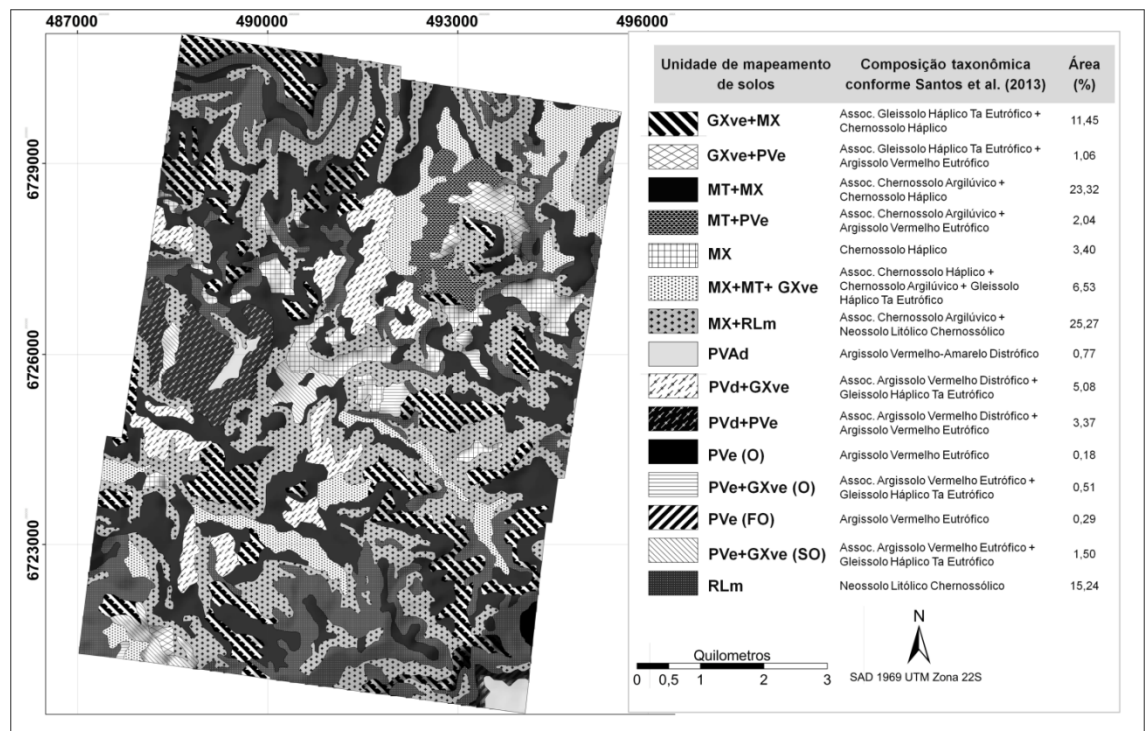 487000 490000 493000 496000
6729000
6726000
6723000
Unidade de mapeamento de solos Composição taxonômica conforme Santos et al. (2013) Área (%)
GXve+MX Assoc. Gleissolo Háplico Ta Eutrófico + Chernossolo Háplico 11,45
GXve+PVe Assoc. Gleissolo Háplico Ta Eutrófico + Argissolo Vermelho Eutrófico 1,06
MT+MX Assoc. Chernossolo Argilúvico + Chernossolo Háplico 23,32
MT+PVe Assoc. Chernossolo Argilúvico + Argissolo Vermelho Eutrófico 2,04
MX Chernossolo Háplico 3,40
MX+MT+ GXve Assoc. Chernossolo Háplico + Chernossolo Argilúvico + Gleissolo Háplico Ta Eutrófico 6,53
MX+RLm Assoc. Chernossolo Argilúvico + Neossolo Litólico Chernossólico 25,27
PVAd Argissolo Vermelho-Amarelo Distrófico 0,77
PVd+GXve Assoc. Argissolo Vermelho Distrófico + Gleissolo Háplico Ta Eutrófico 5,08
PVd+PVe Assoc. Argissolo Vermelho Distrófico + Argissolo Vermelho Eutrófico 3,37
PVe (O) Argissolo Vermelho Eutrófico 0,18
PVe+GXve (O) Assoc. Argissolo Vermelho Eutrófico + Gleissolo Háplico Ta Eutrófico 0,51
PVe (FO) Argissolo Vermelho Eutrófico 0,29
PVe+GXve (SO) Assoc. Argissolo Vermelho Eutrófico + Gleissolo Háplico Ta Eutrófico 1,50
RLm Neossolo Litólico Chernossólico 15,24
N
Quilometros
0 0,5 1 2 3
SAD 1969 UTM Zona 22S